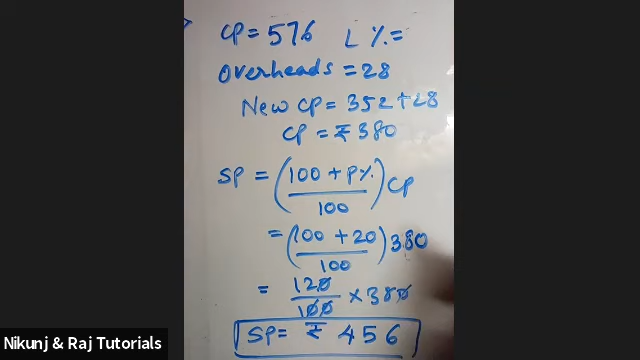 CP = 576 L %=
Overheads = 28
New CP = 352 + 28
CP = ₹ 380
SP = (100 + P% / 100) CP
= (100 + 20 / 100) 380
= 120 / 100 × 380
SP = ₹ 456
Nikunj & Raj Tutorials